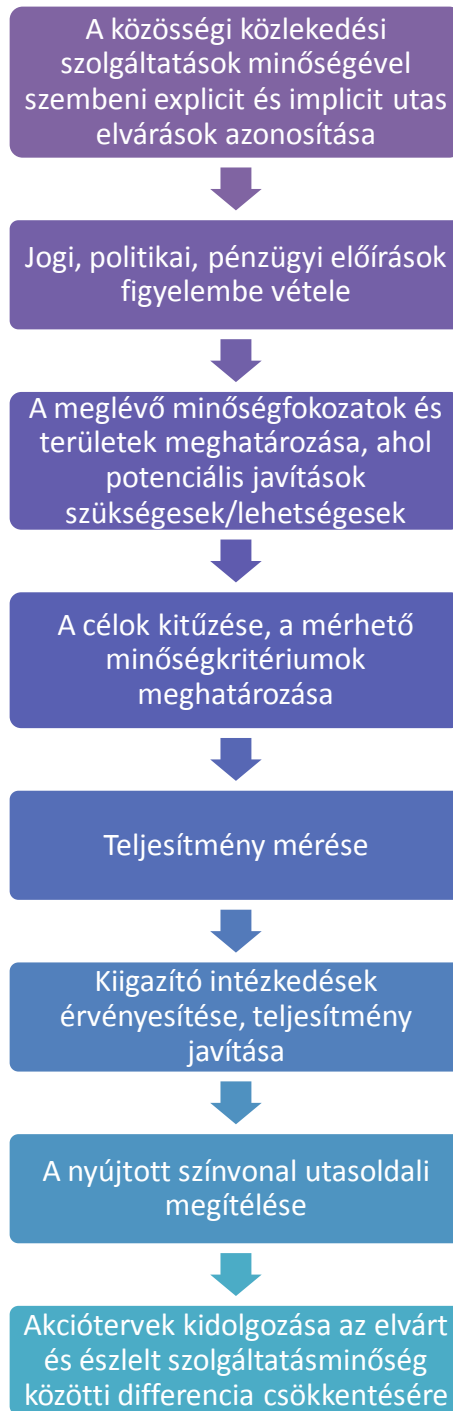 A közösségi közlekedési
szolgáltatások minőségével
szembeni explicit és implicit utas
elvárások azonosítása
Jogi, politikai, pénzügyi előírások
figyelembe vétele
A meglévő minőségfokozatok és
területek meghatározása, ahol
potenciális javítások
szükségesek/lehetségesek
A célok kitűzése, a mérhető
minőségkritériumok
meghatározása
Teljesítmény mérése
Kiigazító intézkedések
érvényesítése, teljesítmény
javítása
A nyújtott színvonal utasoldali
megítélése
Akciótervek kidolgozása az elvárt
és észlelt szolgáltatásminőség
közötti differencia csökkentésére